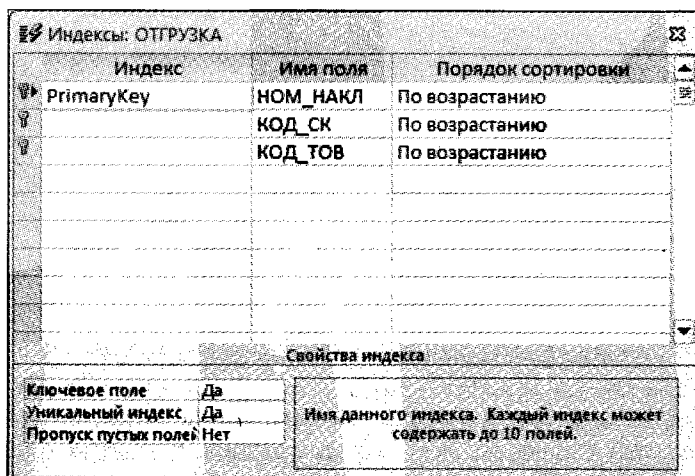 Индексы: ОТГРУЗКА
Индекс Имя поля Порядок сортировки
PrimaryKey НОМ_НАКЛ По возрастанию
КОД_СК По возрастанию
КОД_ТОВ По возрастанию
Свойства индекса
Ключевое поле Да
Уникальный индекс Да
Пропуск пустых полей Нет
Имя данного индекса. Каждый индекс может
содержать до 10 полей.